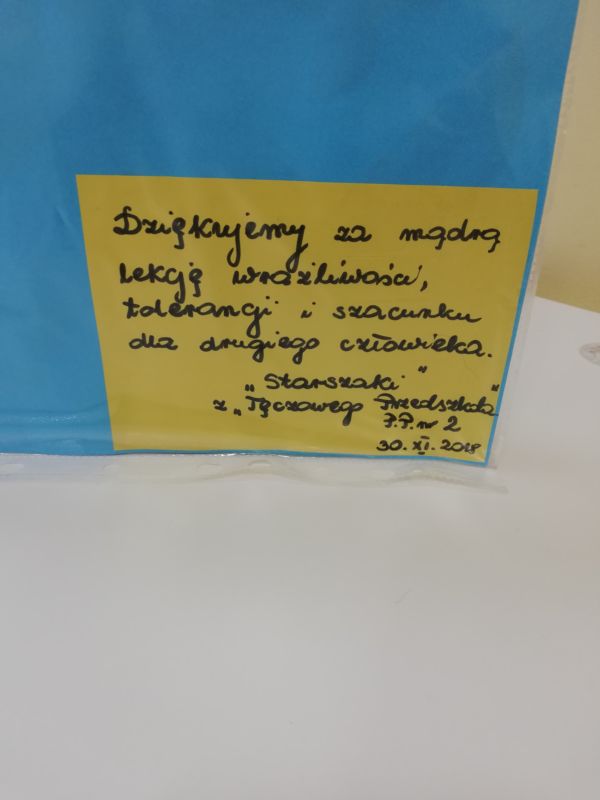 Dziękujemy za mądrą
lekcję wrażliwości,
tolerancji i szacunku
dla drugiego człowieka.
„Starszaki”
z „Tęczowego Przedszkola”
P.P. nr 2
30. XI. 2018